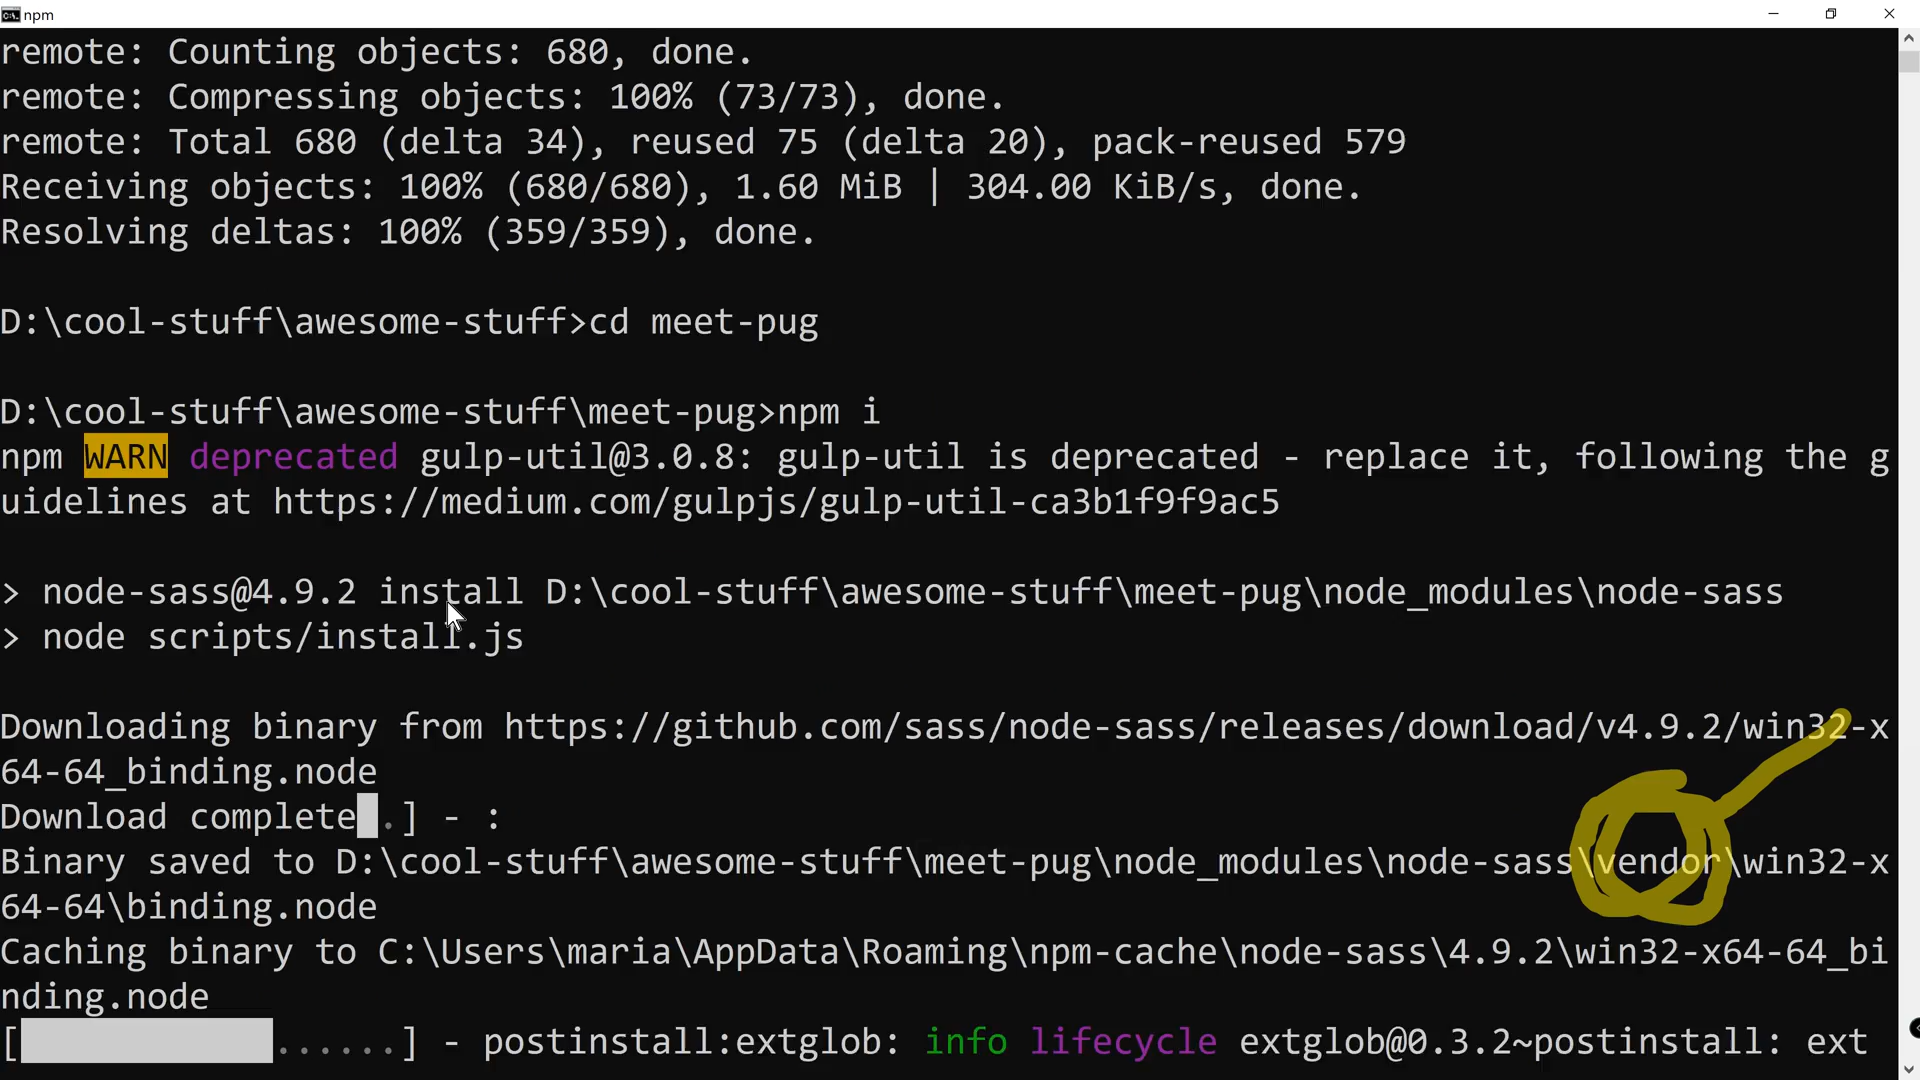 npm
remote: Counting objects: 680, done.
remote: Compressing objects: 100% (73/73), done.
remote: Total 680 (delta 34), reused 75 (delta 20), pack-reused 579
Receiving objects: 100% (680/680), 1.60 MiB | 304.00 KiB/s, done.
Resolving deltas: 100% (359/359), done.
D:\cool-stuff\awesome-stuff>cd meet-pug
D:\cool-stuff\awesome-stuff\meet-pug>npm i
npm WARN deprecated gulp-util@3.0.8: gulp-util is deprecated - replace it, following the g
uidelines at https://medium.com/gulpjs/gulp-util-ca3b1f9f9ac5
> node-sass@4.9.2 install D:\cool-stuff\awesome-stuff\meet-pug\node_modules\node-sass
> node scripts/install.js
Downloading binary from https://github.com/sass/node-sass/releases/download/v4.9.2/win32-x
64-64_binding.node
Download complete .] - :
Binary saved to D:\cool-stuff\awesome-stuff\meet-pug\node_modules\node-sass\vendor\win32-x
64-64\binding.node
Caching binary to C:\Users\maria\AppData\Roaming\npm-cache\node-sass\4.9.2\win32-x64-64_bi
nding.node
[ ......] - postinstall:extglob: info lifecycle extglob@0.3.2~postinstall: ext